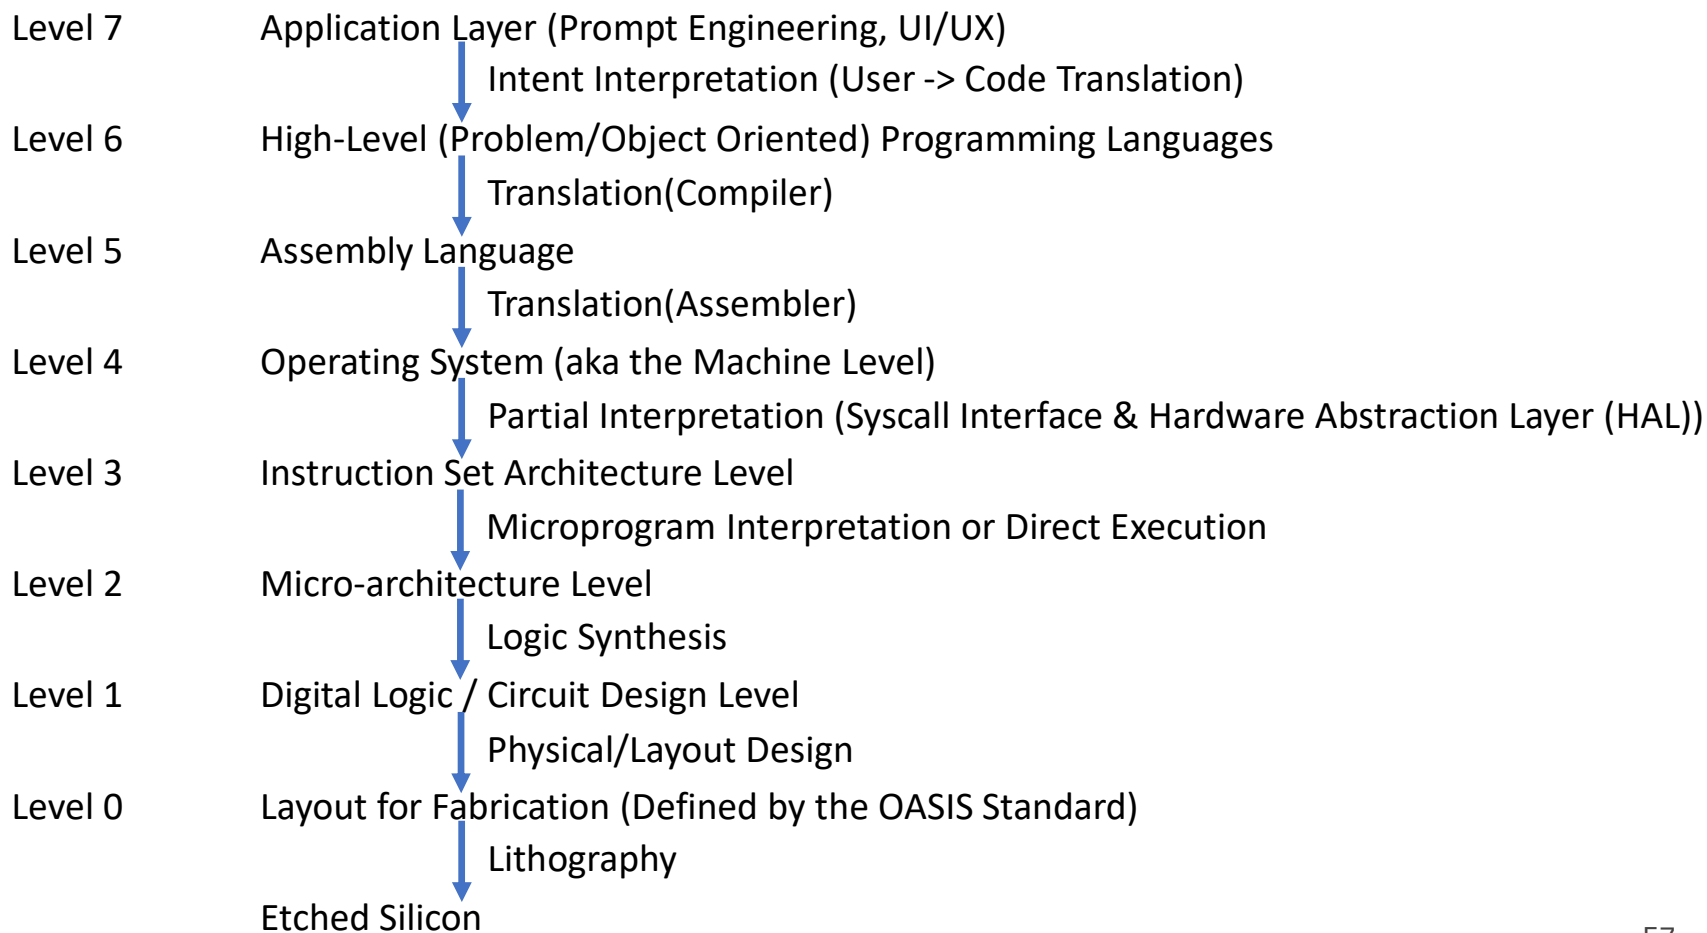 Level 7 Application Layer (Prompt Engineering, UI/UX)
Intent Interpretation (User -> Code Translation)
Level 6 High-Level (Problem/Object Oriented) Programming Languages
Translation(Compiler)
Level 5 Assembly Language
Translation(Assembler)
Level 4 Operating System (aka the Machine Level)
Partial Interpretation (Syscall Interface & Hardware Abstraction Layer (HAL))
Level 3 Instruction Set Architecture Level
Microprogram Interpretation or Direct Execution
Level 2 Micro-architecture Level
Logic Synthesis
Level 1 Digital Logic / Circuit Design Level
Physical/Layout Design
Level 0 Layout for Fabrication (Defined by the OASIS Standard)
Lithography
Etched Silicon